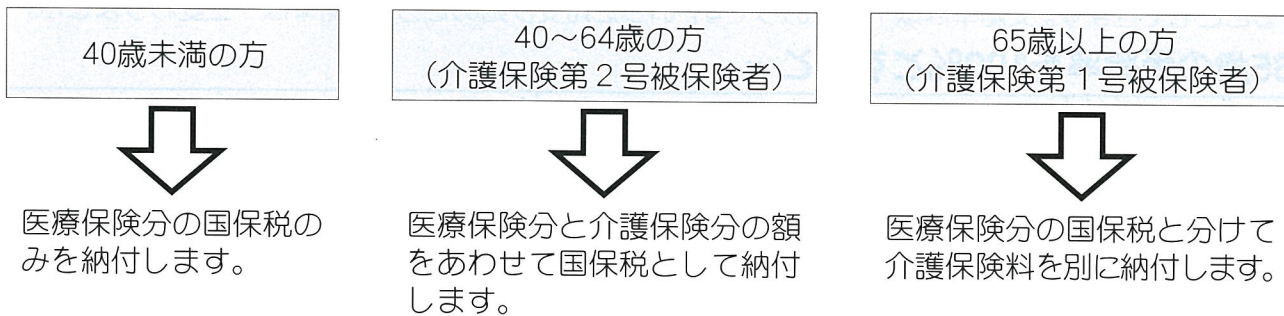 40歳未満の方
40～64歳の方
（介護保険第２号被保険者）
65歳以上の方
（介護保険第１号被保険者）
医療保険分の国保税の
みを納付します。
医療保険分と介護保険分の額
をあわせて国保税として納付
します。
医療保険分の国保税と分けて
介護保険料を別に納付します。